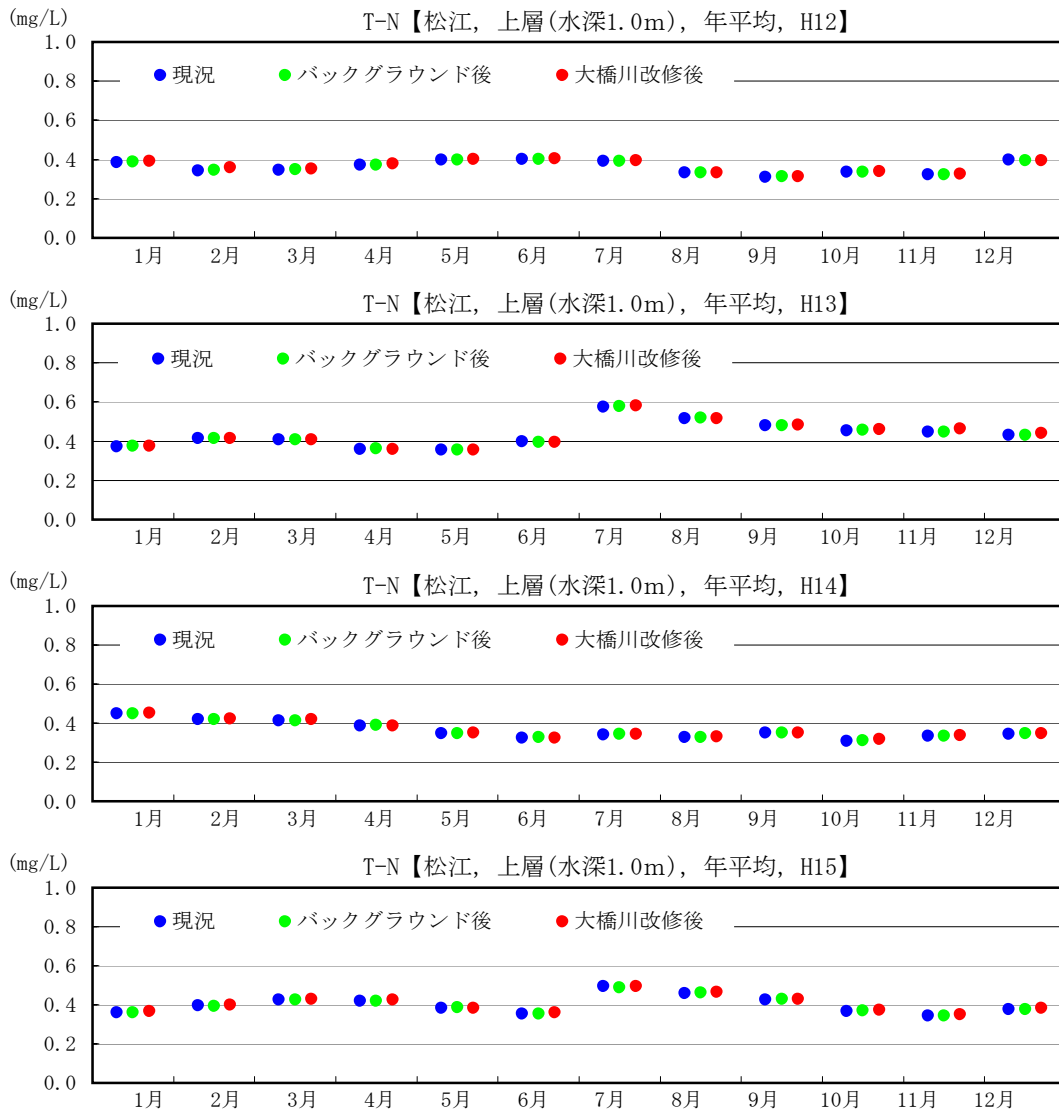 (mg/L) T-N【松江, 上層(水深1.0m), 年平均, H12】
1.0
● 現況 ● バックグラウンド後 ● 大橋川改修後
0.8
0.6
0.4
0.2
0.0
1月 2月 3月 4月 5月 6月 7月 8月 9月 10月 11月 12月
(mg/L) T-N【松江, 上層(水深1.0m), 年平均, H13】
1.0
● 現況 ● バックグラウンド後 ● 大橋川改修後
0.8
0.6
0.4
0.2
0.0
1月 2月 3月 4月 5月 6月 7月 8月 9月 10月 11月 12月
(mg/L) T-N【松江, 上層(水深1.0m), 年平均, H14】
1.0
● 現況 ● バックグラウンド後 ● 大橋川改修後
0.8
0.6
0.4
0.2
0.0
1月 2月 3月 4月 5月 6月 7月 8月 9月 10月 11月 12月
(mg/L) T-N【松江, 上層(水深1.0m), 年平均, H15】
1.0
● 現況 ● バックグラウンド後 ● 大橋川改修後
0.8
0.6
0.4
0.2
0.0
1月 2月 3月 4月 5月 6月 7月 8月 9月 10月 11月 12月